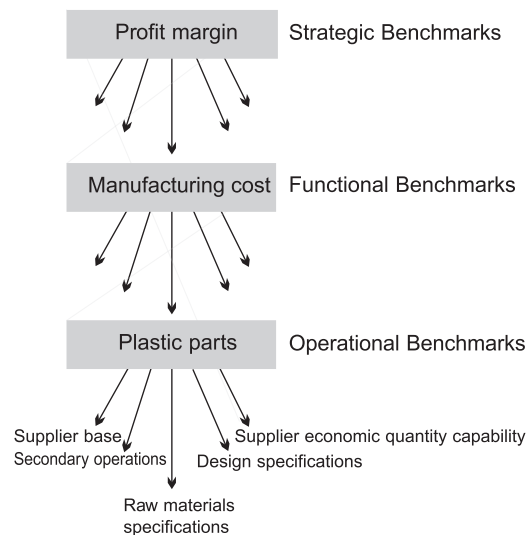 Profit margin
Strategic Benchmarks
Manufacturing cost
Functional Benchmarks
Plastic parts
Operational Benchmarks
Supplier base
Supplier economic quantity capability
Secondary operations
Design specifications
Raw materials
specifications